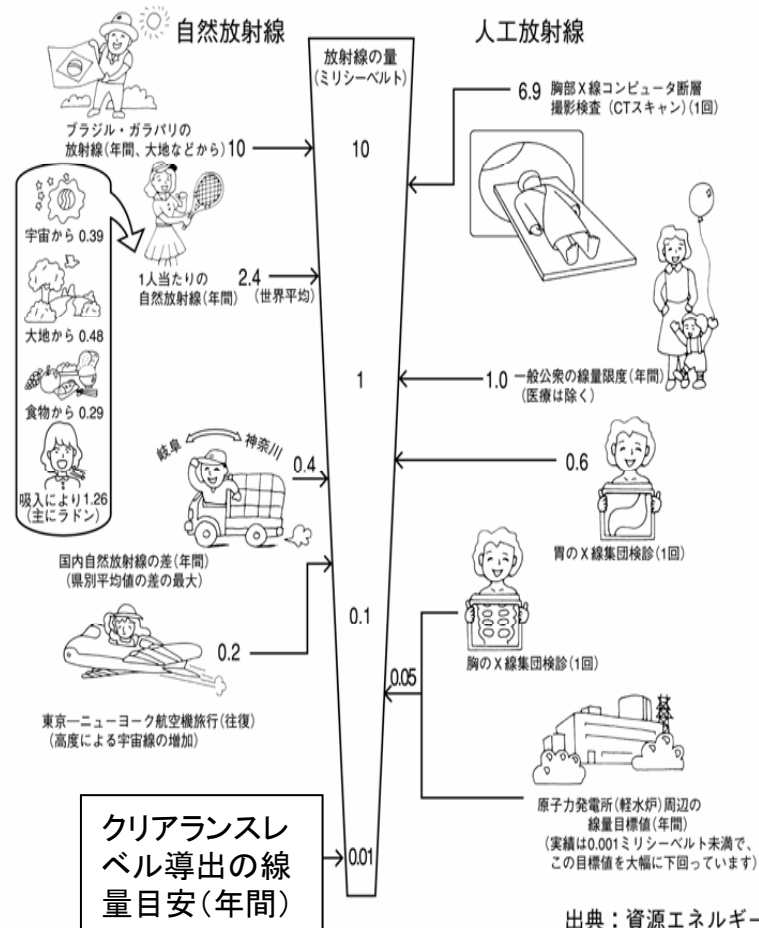 自然放射線
人工放射線
放射線の量
(ミリシーベルト)
ブラジル・ガラパリの
放射線(年間、大地などから) 10
10
6.9 胸部X線コンピュータ断層
撮影検査 (CTスキャン)(1回)
宇宙から 0.39
大地から 0.48
食物から 0.29
吸入により1.26
(主にラドン)
1人当たりの
自然放射線(年間)
2.4
(世界平均)
1
1.0 一般公衆の線量限度(年間)
(医療は除く)
岐阜
神奈川
0.4
国内自然放射線の差(年間)
(県別平均値の差の最大)
0.6
胃のX線集団検診(1回)
0.1
0.2
東京―ニューヨーク航空機旅行(往復)
(高度による宇宙線の増加)
胸のX線集団検診(1回)
0.05
原子力発電所(軽水炉)周辺の
線量目標値(年間)
(実績は0.001ミリシーベルト未満で、
この目標値を大幅に下回っています)
クリアランスレ
ベル導出の線
量目安(年間)
0.01
出典:資源エネルギー